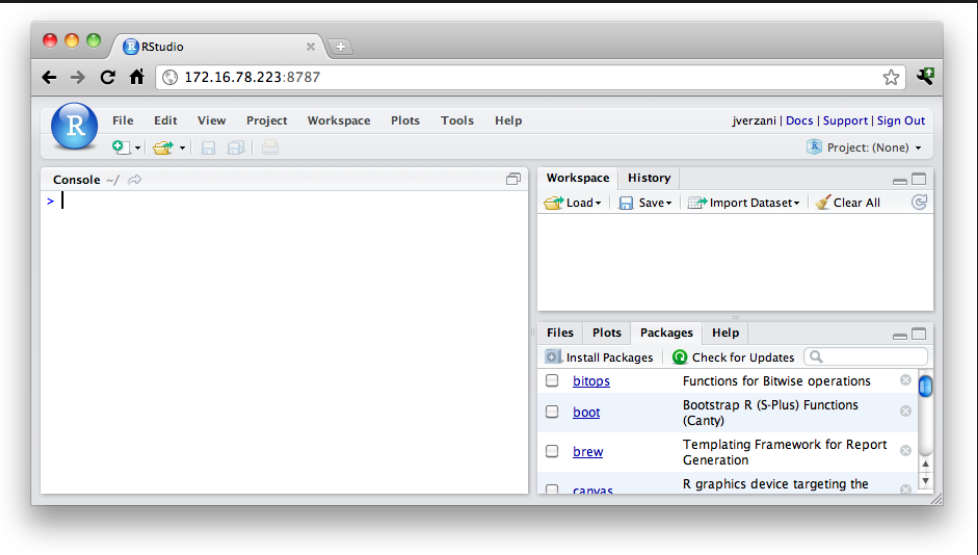 RStudio
172.16.78.223:8787
R File Edit View Project Workspace Plots Tools Help
jverzani | Docs | Support | Sign Out
Project: (None)
Console ~/
>
Workspace History
Load Save Import Dataset Clear All
Files Plots Packages Help
Install Packages Check for Updates
bitops Functions for Bitwise operations
boot Bootstrap R (S-Plus) Functions
(Canty)
brew Templating Framework for Report
Generation
canvas R graphics device targeting the